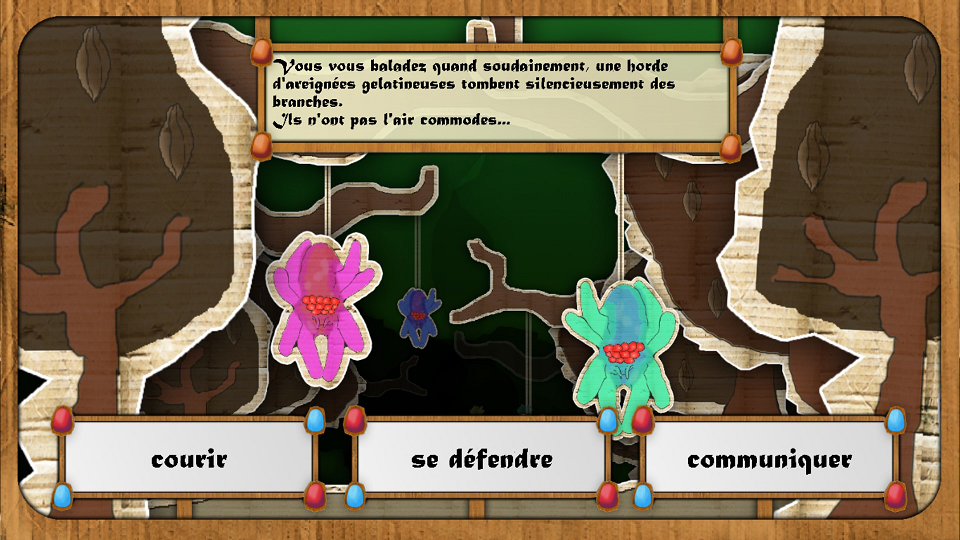 Vous vous baladez quand soudainement, une horde
d'areignées gelatineuses tombent silencieusement des
branches.
Ils n'ont pas l'air commodes...
courir
se défendre
communiquer